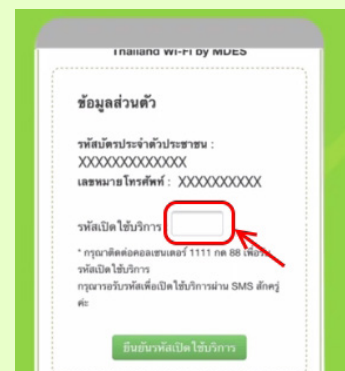 Thailand Wi-Fi by MDES
ข้อมูลส่วนตัว
รหัสบัตรประจำตัวประชาชน :
XXXXXXXXXXXXX
เลขหมายโทรศัพท์ : XXXXXXXXXX
รหัสเปิดใช้บริการ
* กรุณาติดต่อคอลเซนเตอร์ 1111 กด 88 เพื่อรับ
รหัสเปิดใช้บริการ
กรุณารอรับรหัสเพื่อเปิดใช้บริการผ่าน SMS สักครู่
ค่ะ
ยืนยันรหัสเปิดใช้บริการ